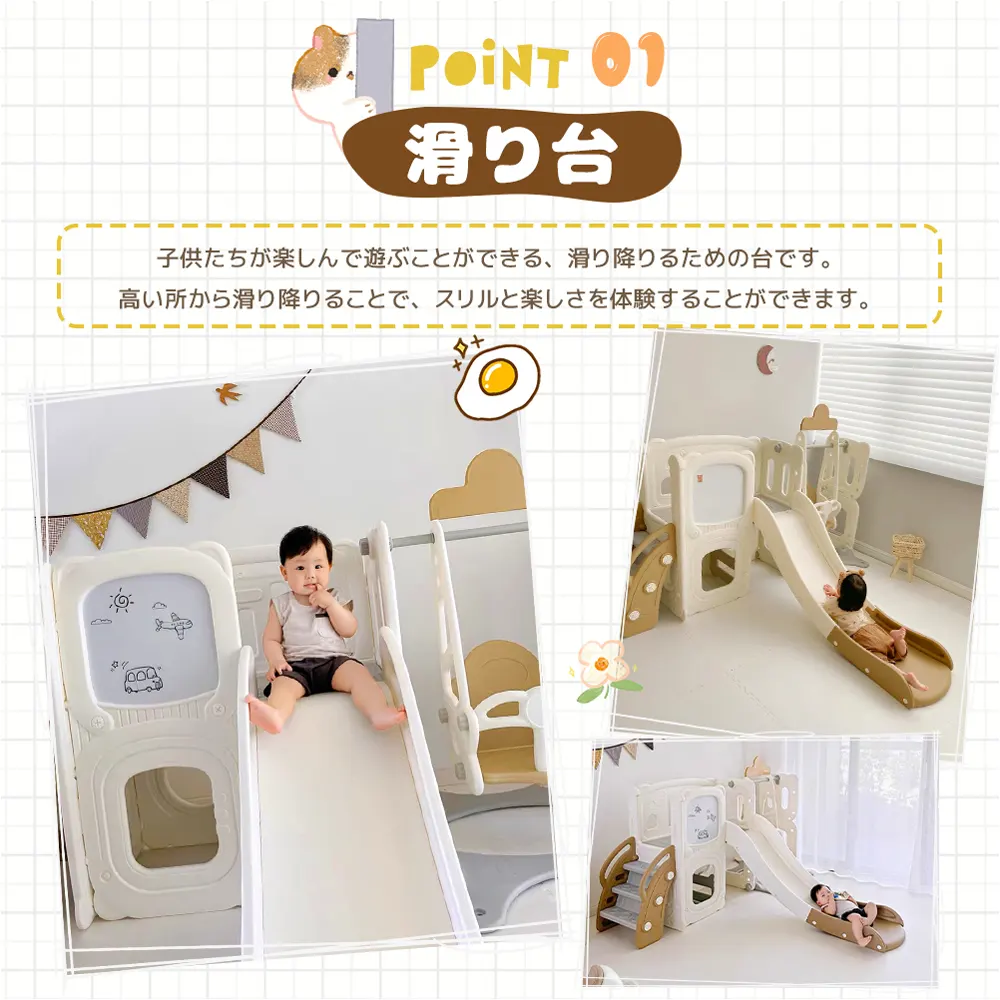 POiNT 01
滑り台
子供たちが楽しんで遊ぶことができる、滑り降りるための台です。
高い所から滑り降りることで、スリルと楽しさを体験することができます。